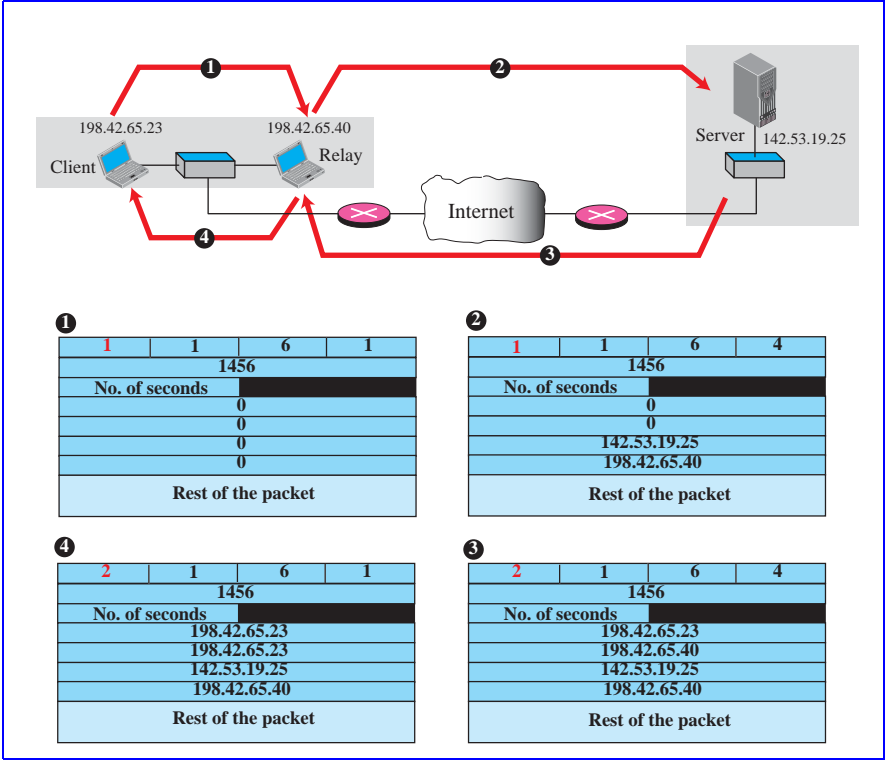 1
2
198.42.65.23
198.42.65.40
Server
142.53.19.25
Client
Relay
Internet
4
3
1
1 1 6 1
1456
No. of seconds
0
0
0
0
Rest of the packet
2
1 1 6 4
1456
No. of seconds
0
0
142.53.19.25
198.42.65.40
Rest of the packet
4
2 1 6 1
1456
No. of seconds
198.42.65.23
198.42.65.23
142.53.19.25
198.42.65.40
Rest of the packet
3
2 1 6 4
1456
No. of seconds
198.42.65.23
198.42.65.40
142.53.19.25
198.42.65.40
Rest of the packet